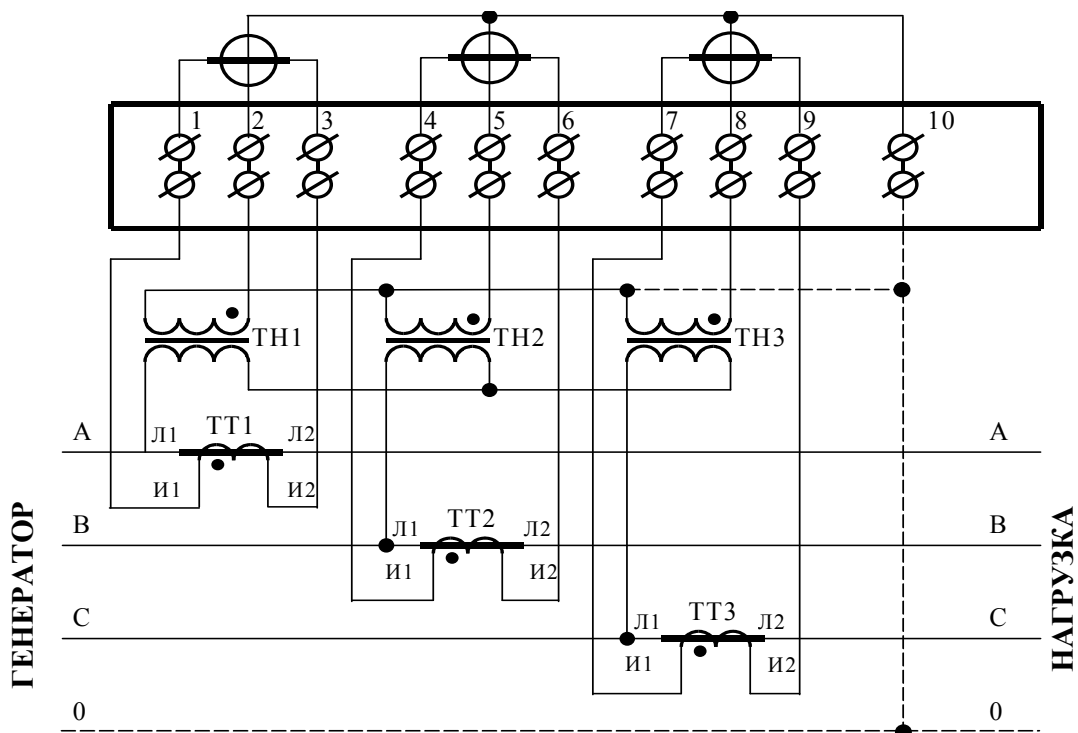 1 2 3 4 5 6 7 8 9 10
ТН1 ТН2 ТН3
А Л1 ТТ1 Л2 А
И1 И2
В Л1 ТТ2 Л2 В
И1 И2
С Л1 ТТ3 Л2 С
И1 И2
0 0
ГЕНЕРАТОР
НАГРУЗКА